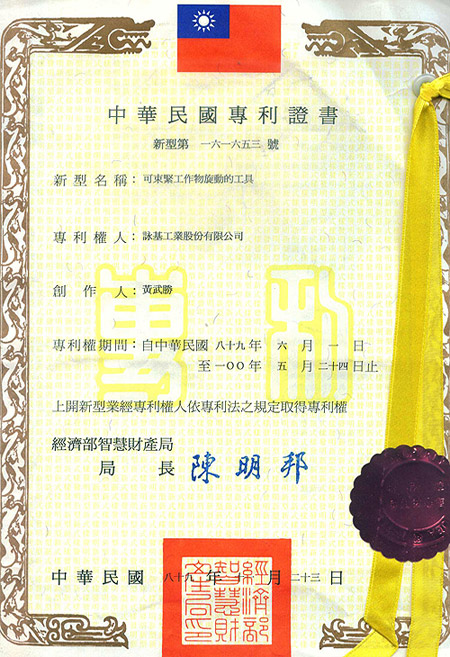 中華民國專利證書
新型第 一六一六五三 號
新型名稱：可束緊工作物旋動的工具
專利權人：詠基工業股份有限公司
創作人：黃武勝
專利權期間：自中華民國 八十九年 六 月 一 日
至 一〇〇年 五 月 二十四日止
上開新型業經專利權人依專利法之規定取得專利權
經濟部智慧財產局
局 長 陳明邦
專利
中華民國 八十九 年 月 二十三 日
經濟部智慧財產局印